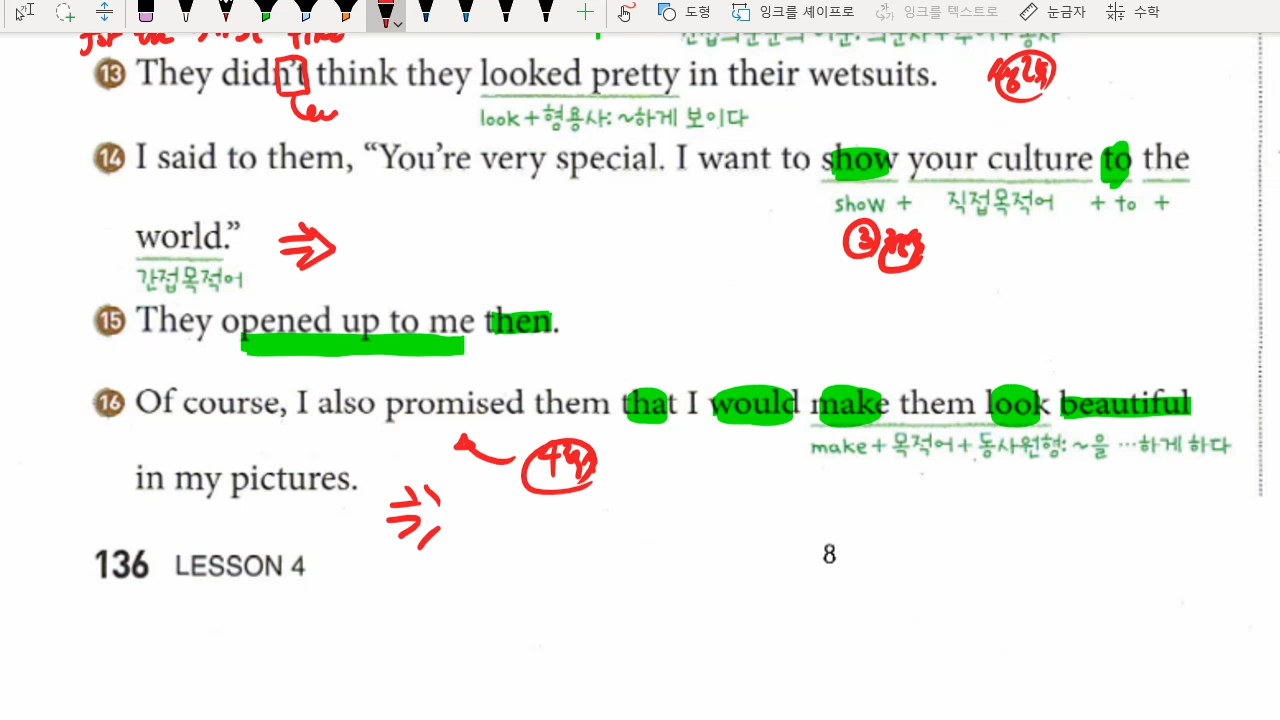 도형 잉크를 셰이프로 잉크를 텍스트로 눈금자 수학
13 They didn't think they looked pretty in their wetsuits.
look+형용사: ~하게 보이다
14 I said to them, “You're very special. I want to show your culture to the
show + 직접목적어 + to +
world.”
간접목적어
③
15 They opened up to me then.
16 Of course, I also promised them that I would make them look beautiful
make+목적어+동사원형: ~을 …하게 하다
in my pictures.
136 LESSON 4
8